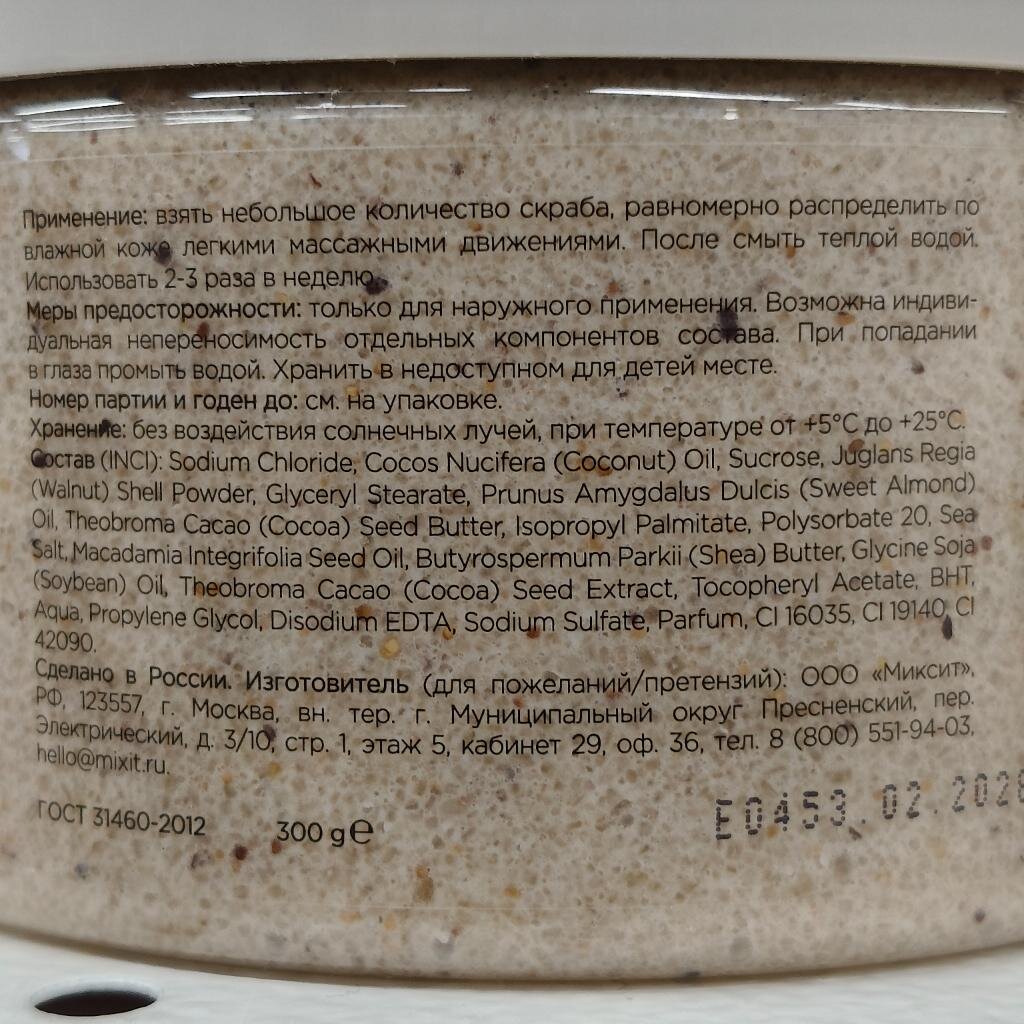 Применение: взять небольшое количество скраба, равномерно распределить по
влажной коже легкими массажными движениями. После смыть теплой водой.
Использовать 2-3 раза в неделю.
Меры предосторожности: только для наружного применения. Возможна индиви-
дуальная непереносимость отдельных компонентов состава. При попадании
в глаза промыть водой. Хранить в недоступном для детей месте.
Номер партии и годен до: см. на упаковке.
Хранение: без воздействия солнечных лучей, при температуре от +5°C до +25°C.
Состав (INCI): Sodium Chloride, Cocos Nucifera (Coconut) Oil, Sucrose, Juglans Regia
(Walnut) Shell Powder, Glyceryl Stearate, Prunus Amygdalus Dulcis (Sweet Almond)
Oil, Theobroma Cacao (Cocoa) Seed Butter, Isopropyl Palmitate, Polysorbate 20, Sea
Salt, Macadamia Integrifolia Seed Oil, Butyrospermum Parkii (Shea) Butter, Glycine Soja
(Soybean) Oil, Theobroma Cacao (Cocoa) Seed Extract, Tocopheryl Acetate, BHT,
Aqua, Propylene Glycol, Disodium EDTA, Sodium Sulfate, Parfum, CI 16035, CI 19140, CI
42090.
Сделано в России. Изготовитель (для пожеланий/претензий): ООО «Миксит»,
РФ, 123557, г. Москва, вн. тер. г. Муниципальный округ Пресненский, пер.
Электрический, д. 3/10, стр. 1, этаж 5, кабинет 29, оф. 36, тел. 8 (800) 551-94-03,
hello@mixit.ru.
ГОСТ 31460-2012 300 g ℮
E0453.02.2028